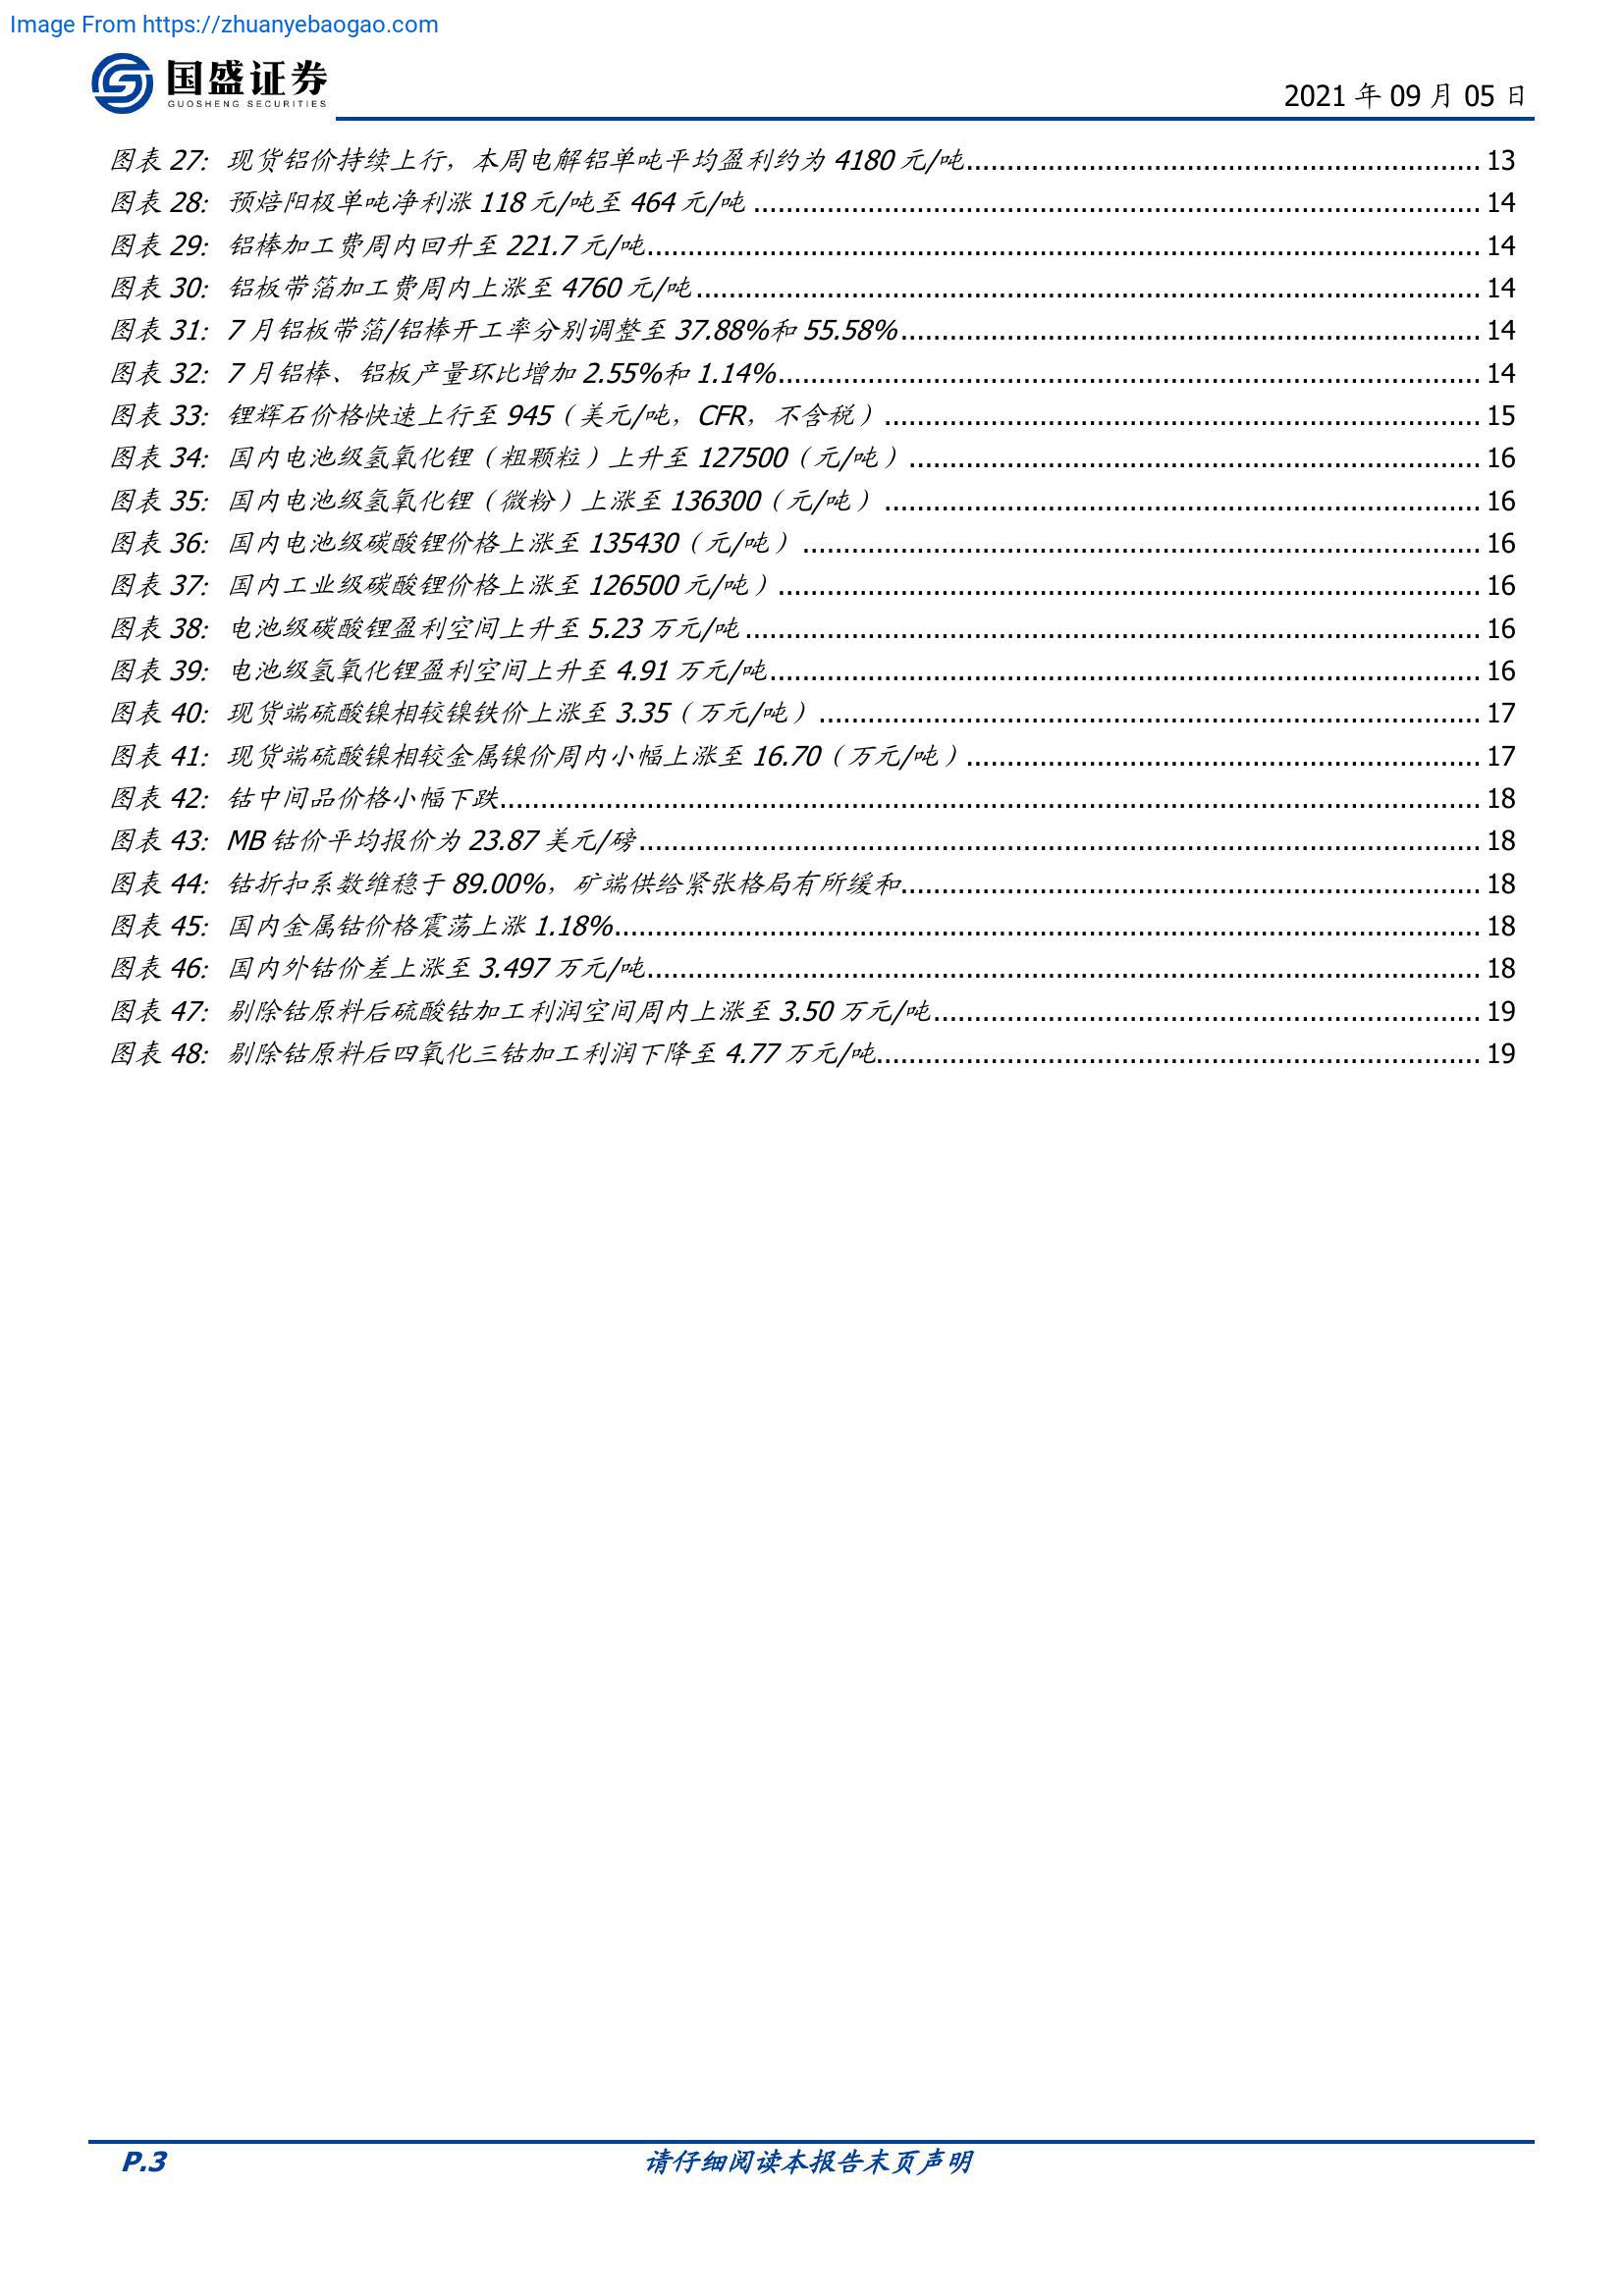 Image From https://zhuanyebaogao.com
国盛证券
GUOSHENG SECURITIES
2021 年 09 月 05 日
图表 27: 现货铝价持续上行，本周电解铝单吨平均盈利约为 4180 元/吨 13
图表 28: 预焙阳极单吨净利涨 118 元/吨至 464 元/吨 14
图表 29: 铝棒加工费周内回升至 221.7 元/吨 14
图表 30: 铝板带箔加工费周内上涨至 4760 元/吨 14
图表 31: 7 月铝板带箔/铝棒开工率分别调整至 37.88%和 55.58% 14
图表 32: 7 月铝棒、铝板产量环比增加 2.55%和 1.14% 14
图表 33: 锂辉石价格快速上行至 945（美元/吨，CFR，不含税） 15
图表 34: 国内电池级氢氧化锂（粗颗粒）上升至 127500（元/吨） 16
图表 35: 国内电池级氢氧化锂（微粉）上涨至 136300（元/吨） 16
图表 36: 国内电池级碳酸锂价格上涨至 135430（元/吨） 16
图表 37: 国内工业级碳酸锂价格上涨至 126500 元/吨） 16
图表 38: 电池级碳酸锂盈利空间上升至 5.23 万元/吨 16
图表 39: 电池级氢氧化锂盈利空间上升至 4.91 万元/吨 16
图表 40: 现货端硫酸镍相较镍铁价上涨至 3.35（万元/吨） 17
图表 41: 现货端硫酸镍相较金属镍价周内小幅上涨至 16.70（万元/吨） 17
图表 42: 钴中间品价格小幅下跌 18
图表 43: MB 钴价平均报价为 23.87 美元/磅 18
图表 44: 钴折扣系数维稳于 89.00%，矿端供给紧张格局有所缓和 18
图表 45: 国内金属钴价格震荡上涨 1.18% 18
图表 46: 国内外钴价差上涨至 3.497 万元/吨 18
图表 47: 剔除钴原料后硫酸钴加工利润空间周内上涨至 3.50 万元/吨 19
图表 48: 剔除钴原料后四氧化三钴加工利润下降至 4.77 万元/吨 19
P.3
请仔细阅读本报告末页声明